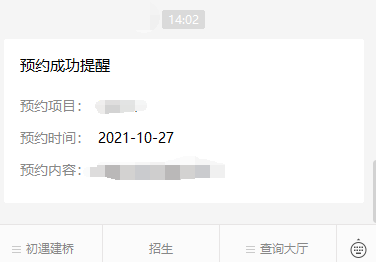 14:02
预约成功提醒
预约项目：
预约时间： 2021-10-27
预约内容：
初遇建桥 招生 查询大厅